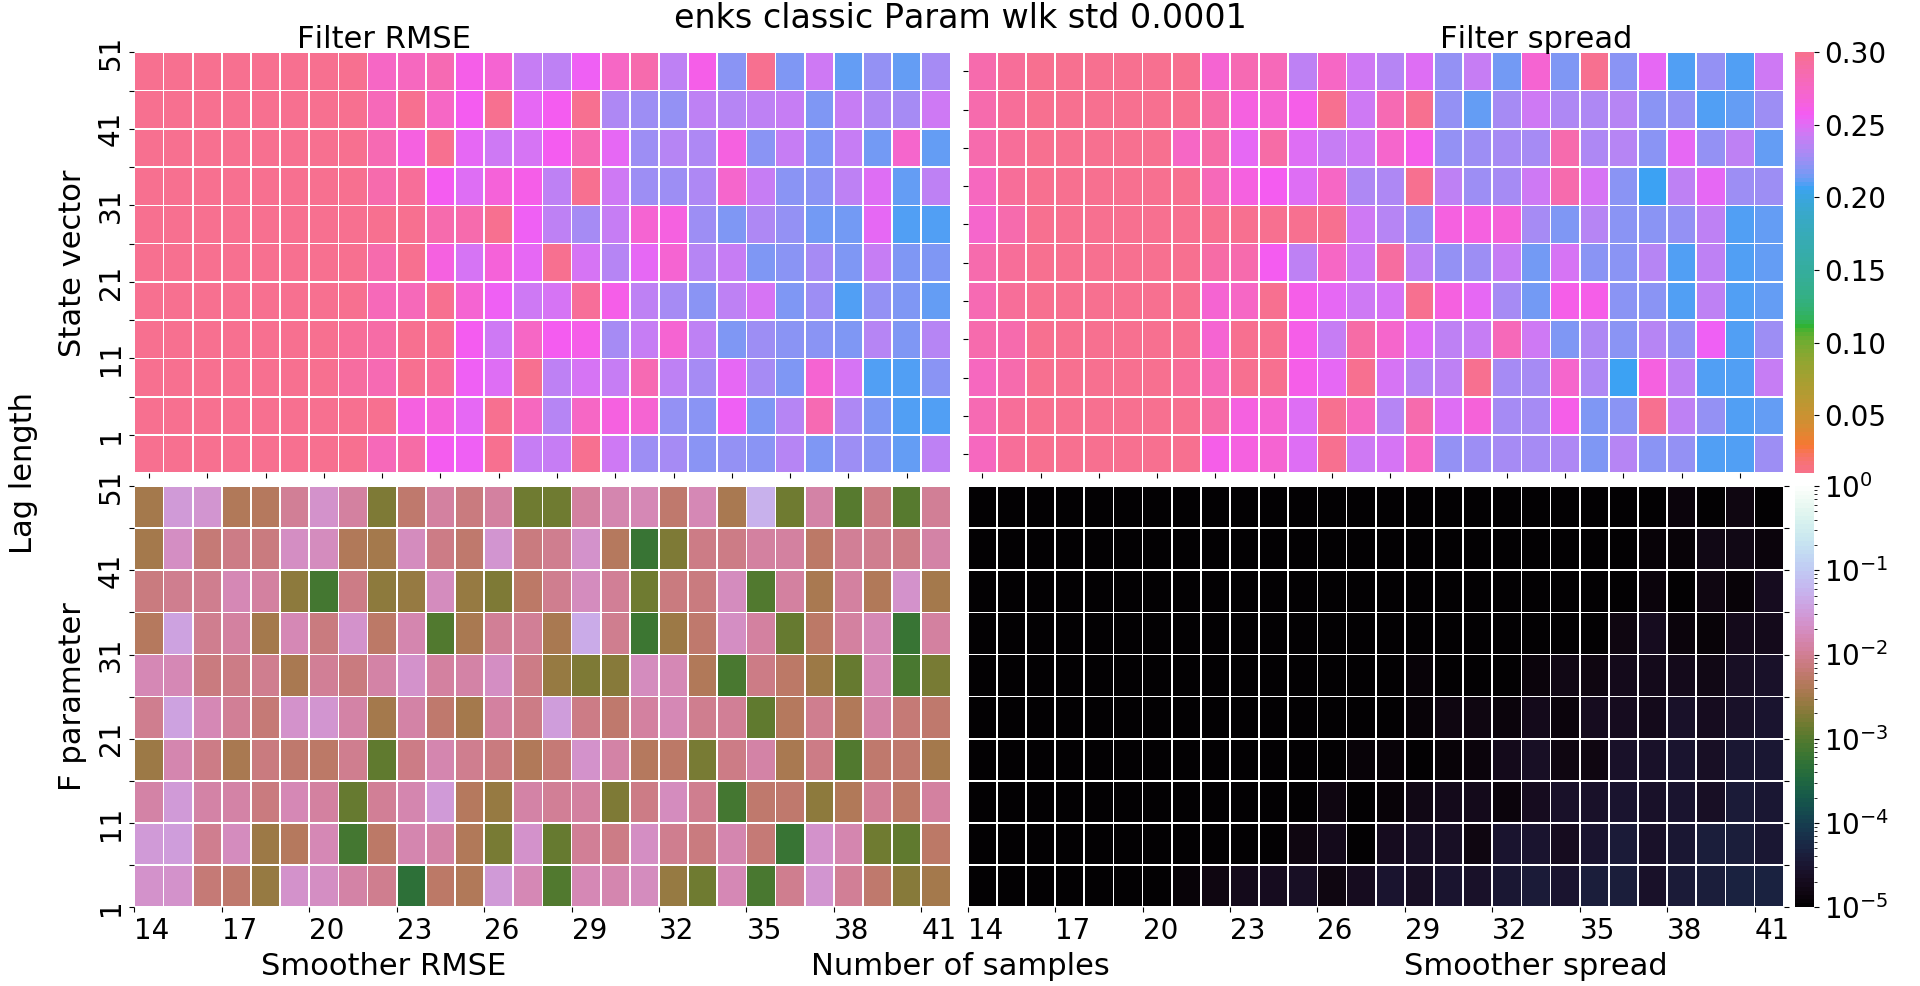 enks classic Param wlk std 0.0001
Filter RMSE
Filter spread
Lag length
State vector
51
41
31
21
11
1
0.30
0.25
0.20
0.15
0.10
0.05
F parameter
51
41
31
21
11
1
10^0
10^-1
10^-2
10^-3
10^-4
10^-5
14 17 20 23 26 29 32 35 38 41
14 17 20 23 26 29 32 35 38 41
Smoother RMSE
Number of samples
Smoother spread